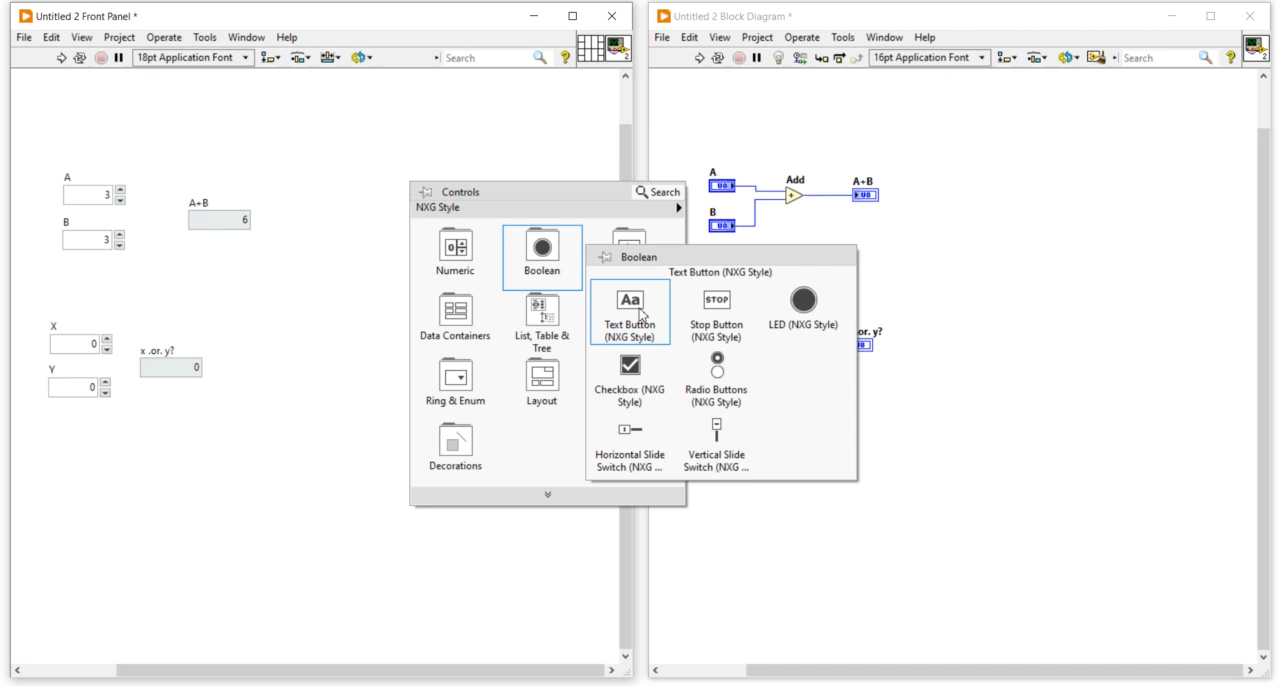 Untitled 2 Front Panel *
File Edit View Project Operate Tools Window Help
18pt Application Font
Search
?
2
A
3
B
3
A+B
6
X
0
Y
0
x .or. y?
0
Controls
Search
NXG Style
Numeric
Boolean
Data Containers
List, Table &
Tree
Ring & Enum
Layout
Decorations
Boolean
Text Button (NXG Style)
Aa
Text Button
(NXG Style)
STOP
Stop Button
(NXG Style)
LED (NXG Style)
Checkbox (NXG
Style)
Radio Buttons
(NXG Style)
Horizontal Slide
Switch (NXG ...
Vertical Slide
Switch (NXG ...
Untitled 2 Block Diagram *
File Edit View Project Operate Tools Window Help
16pt Application Font
Search
?
2
A
U8
B
U8
Add
+
A+B
U8
or. y?